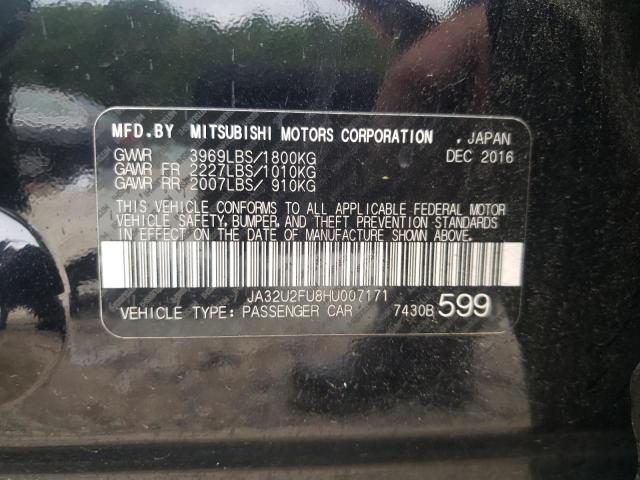 MFD.BY MITSUBISHI MOTORS CORPORATION , JAPAN
GVWR 3969LBS/1800KG DEC 2016
GAWR FR 2227LBS/1010KG
GAWR RR 2007LBS/ 910KG
THIS VEHICLE CONFORMS TO ALL APPLICABLE FEDERAL MOTOR
VEHICLE SAFETY, BUMPER, AND THEFT PREVENTION STANDARDS
IN EFFECT ON THE DATE OF MANUFACTURE SHOWN ABOVE.
JA32U2FU8HU007171
VEHICLE TYPE: PASSENGER CAR 7430B 599